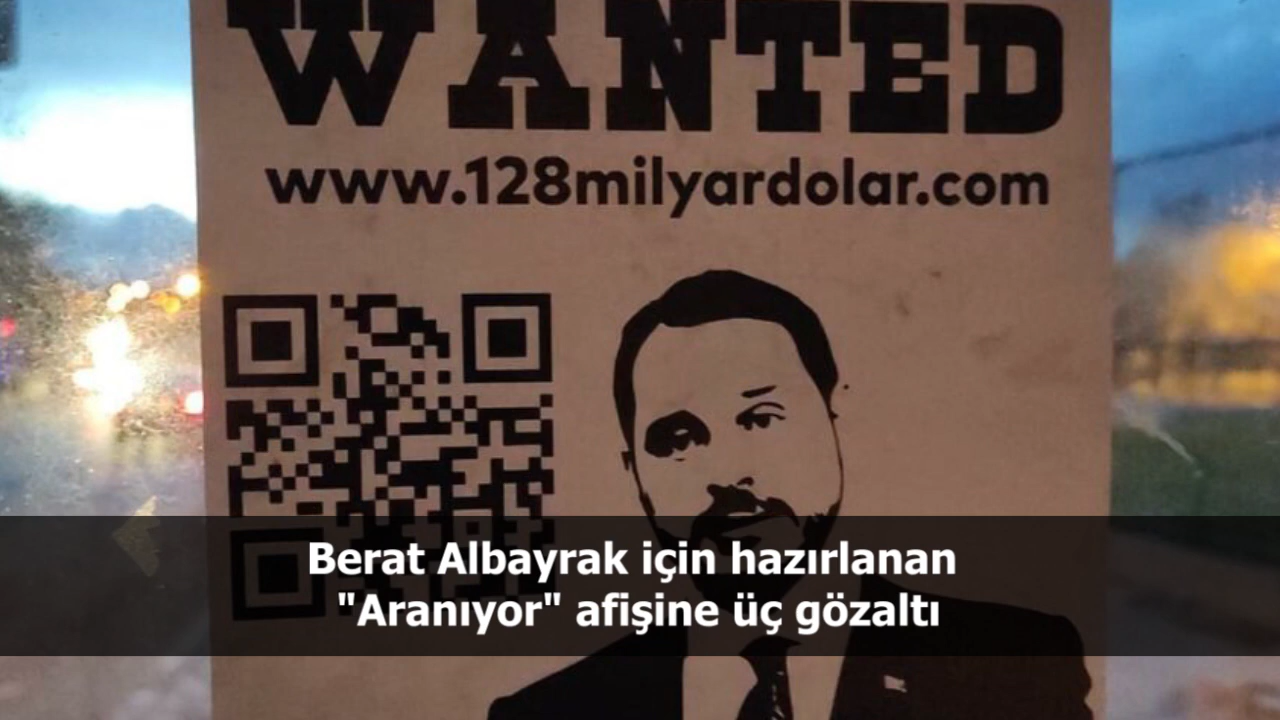 WANTED
www.128milyardolar.com
Berat Albayrak için hazırlanan
"Aranıyor" afişine üç gözaltı